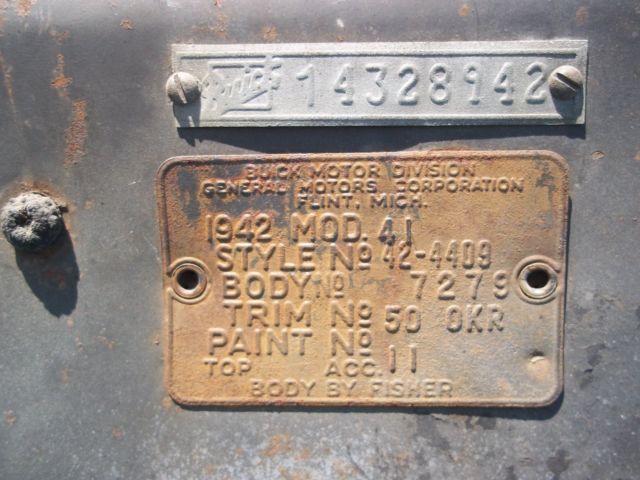 Buick 14328942
BUICK MOTOR DIVISION
GENERAL MOTORS CORPORATION
FLINT, MICH.
1942 MOD. 41
STYLE NO 42-4409
BODY NO 7279
TRIM NO 50 OKR
PAINT NO
TOP ACC. 11
BODY BY FISHER